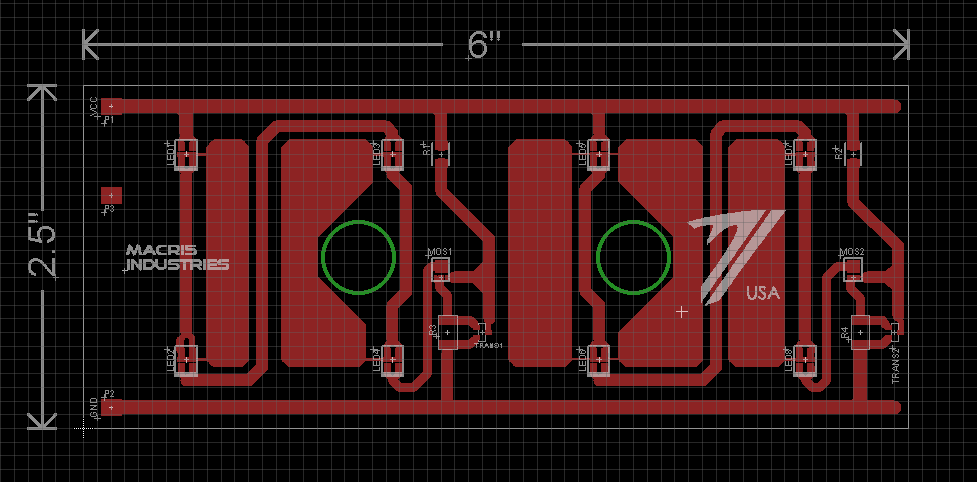 6"
VCC
P1
LED1
LED3
R1
LED5
LED7
R2
P3
2.5"
MACRIS
INDUSTRIES
MOS1
MOS2
USA
R3
TRANS1
R4
TRANS2
LED2
LED4
LED6
LED8
P2
GND